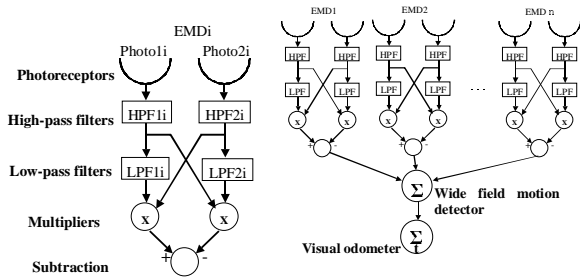 EMDi
Photo1i Photo2i
Photoreceptors
HPF1i HPF2i
High-pass filters
LPF1i LPF2i
Low-pass filters
x x
Multipliers
+ -
Subtraction
EMD1 EMD2 EMD n
HPF HPF HPF HPF HPF HPF
LPF LPF LPF LPF LPF LPF
...
x x x x x x
+ - + - + -
Σ Wide field motion
detector
Visual odometer Σ
t